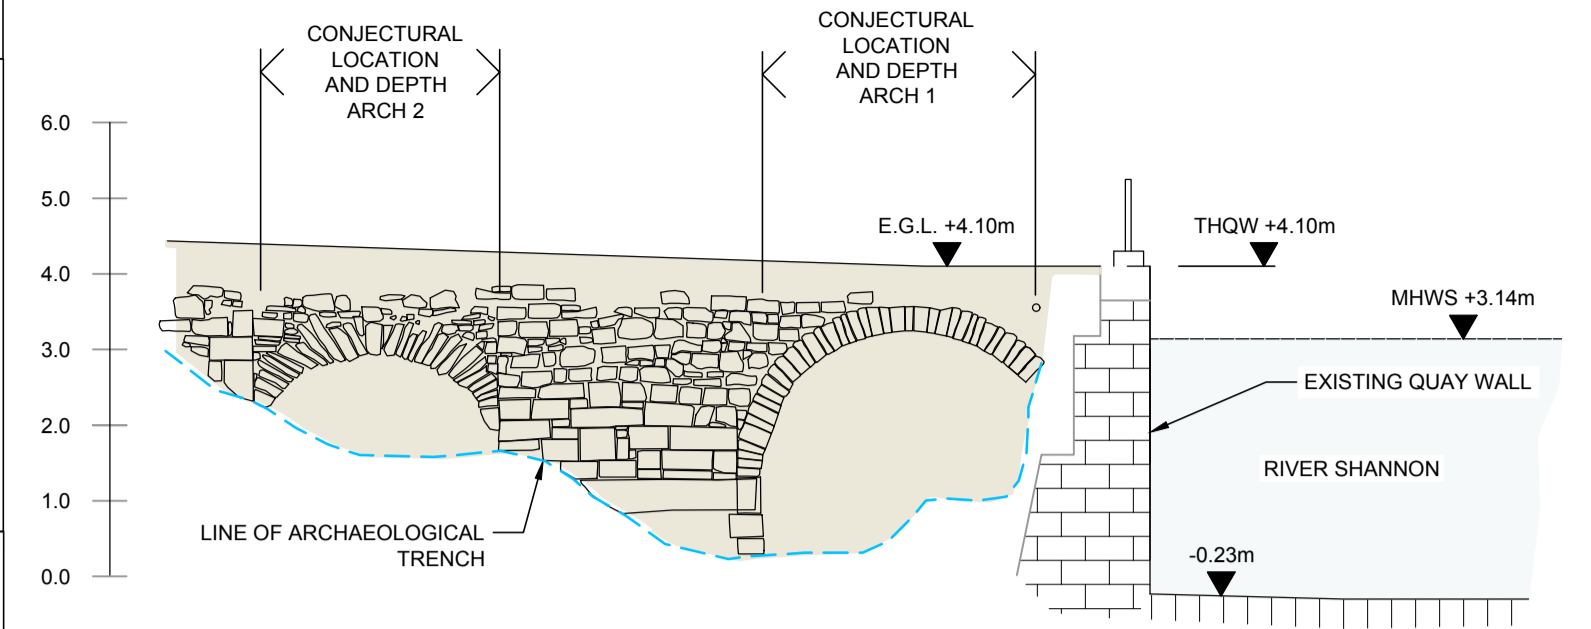 CONJECTURAL
LOCATION
AND DEPTH
ARCH 2
CONJECTURAL
LOCATION
AND DEPTH
ARCH 1
6.0
5.0
4.0
3.0
2.0
1.0
0.0
E.G.L. +4.10m
THQW +4.10m
MHWS +3.14m
EXISTING QUAY WALL
RIVER SHANNON
LINE OF ARCHAEOLOGICAL
TRENCH
-0.23m